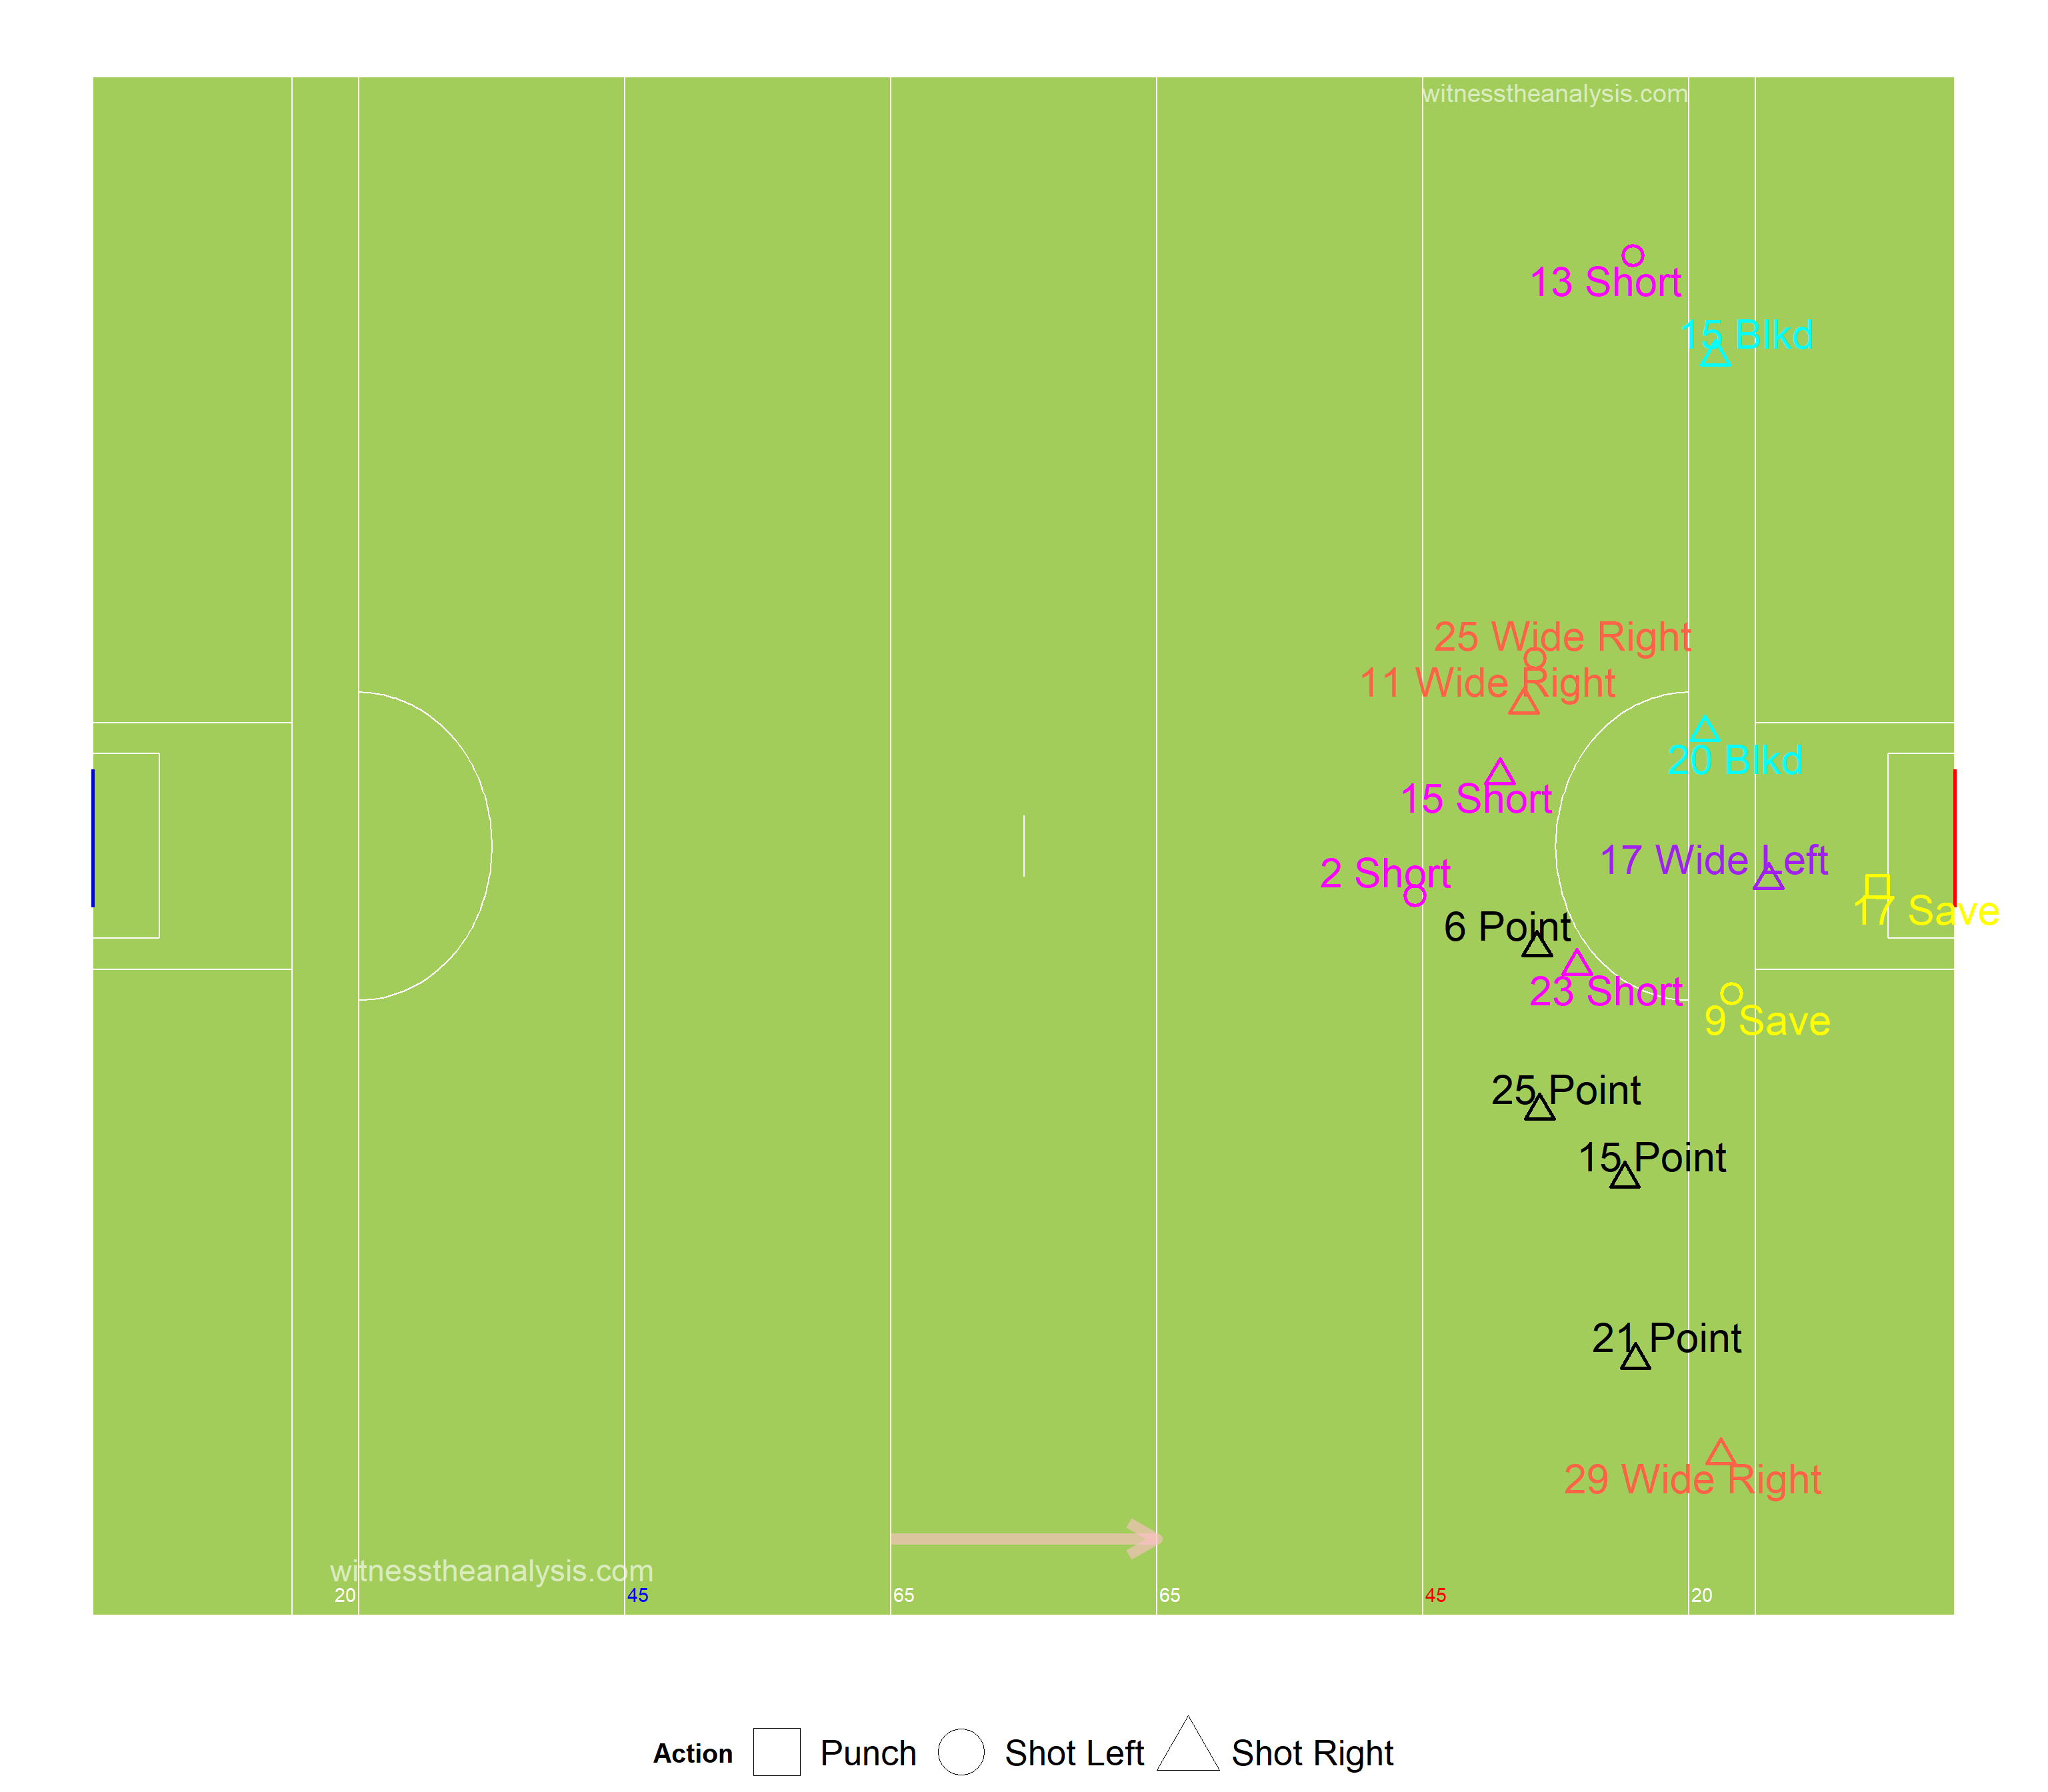 witnesstheanalysis.com
13 Short
15 Blkd
25 Wide Right
11 Wide Right
20 Blkd
15 Short
17 Wide Left
2 Short
17 Save
6 Point
23 Short
9 Save
25 Point
15 Point
21 Point
29 Wide Right
witnesstheanalysis.com
20 45 65 65 45 20
Action Punch Shot Left Shot Right